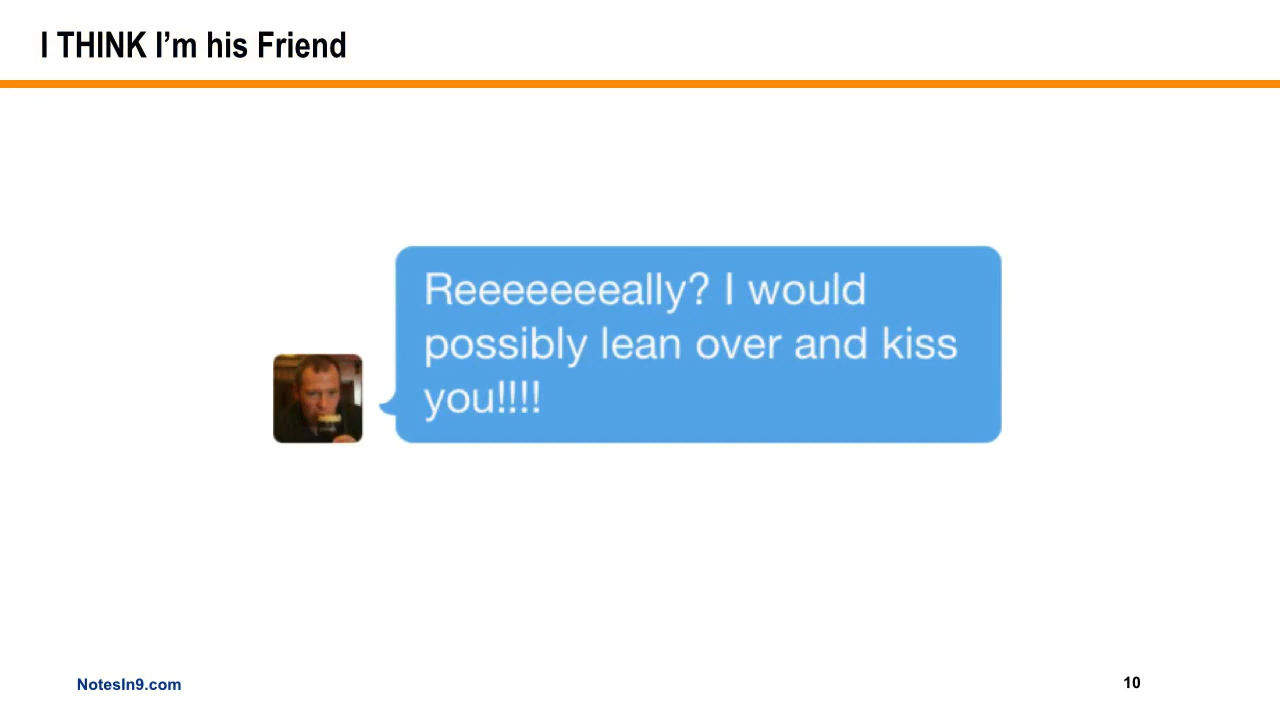 I THINK I’m his Friend
Reeeeeeeally? I would
possibly lean over and kiss
you!!!!
NotesIn9.com
10